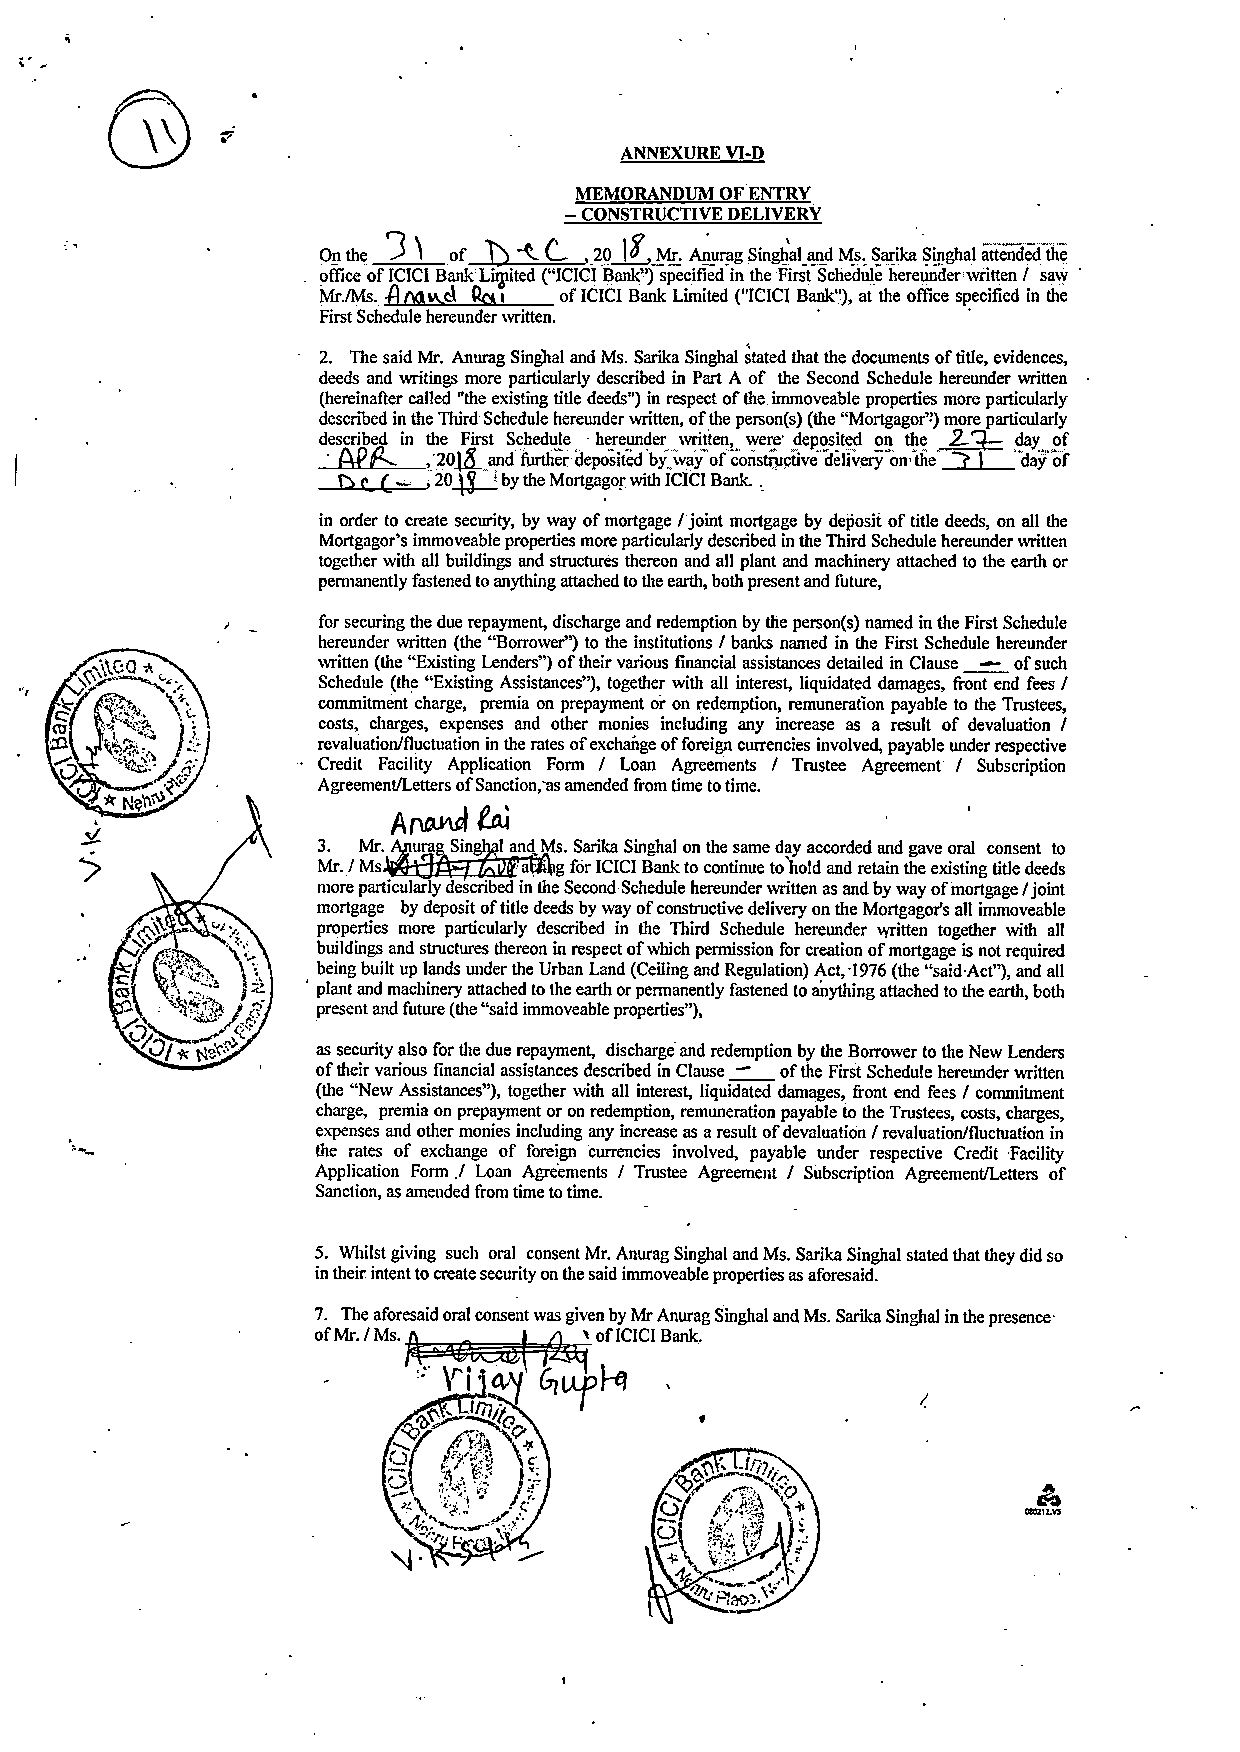 11
ANNEXURE VI-D
MEMORANDUM OF ENTRY
– CONSTRUCTIVE DELIVERY
On the 31 of DEC, 2018, Mr. Anurag Singhal and Ms. Sarika Singhal attended the
office of ICICI Bank Limited (“ICICI Bank”) specified in the First Schedule hereunder written / saw
Mr./Ms. Anand Rai of ICICI Bank Limited ("ICICI Bank"), at the office specified in the
First Schedule hereunder written.
2. The said Mr. Anurag Singhal and Ms. Sarika Singhal stated that the documents of title, evidences,
deeds and writings more particularly described in Part A of the Second Schedule hereunder written
(hereinafter called "the existing title deeds") in respect of the immoveable properties more particularly
described in the Third Schedule hereunder written, of the person(s) (the “Mortgagor”) more particularly
described in the First Schedule hereunder written, were deposited on the 27 day of
APR, 2018 and further deposited by way of constructive delivery on the 31 day of
Dec, 2018 by the Mortgagor with ICICI Bank.
in order to create security, by way of mortgage / joint mortgage by deposit of title deeds, on all the
Mortgagor's immoveable properties more particularly described in the Third Schedule hereunder written
together with all buildings and structures thereon and all plant and machinery attached to the earth or
permanently fastened to anything attached to the earth, both present and future,
for securing the due repayment, discharge and redemption by the person(s) named in the First Schedule
hereunder written (the “Borrower”) to the institutions / banks named in the First Schedule hereunder
written (the “Existing Lenders”) of their various financial assistances detailed in Clause — of such
Schedule (the “Existing Assistances”), together with all interest, liquidated damages, front end fees /
commitment charge, premia on prepayment or on redemption, remuneration payable to the Trustees,
costs, charges, expenses and other monies including any increase as a result of devaluation /
revaluation/fluctuation in the rates of exchange of foreign currencies involved, payable under respective
Credit Facility Application Form / Loan Agreements / Trustee Agreement / Subscription
Agreement/Letters of Sanction, as amended from time to time.
Anand Rai
3. Mr. Anurag Singhal and Ms. Sarika Singhal on the same day accorded and gave oral consent to
Mr. / Ms. acting for ICICI Bank to continue to hold and retain the existing title deeds
more particularly described in the Second Schedule hereunder written as and by way of mortgage / joint
mortgage by deposit of title deeds by way of constructive delivery on the Mortgagor's all immoveable
properties more particularly described in the Third Schedule hereunder written together with all
buildings and structures thereon in respect of which permission for creation of mortgage is not required
being built up lands under the Urban Land (Ceiling and Regulation) Act, 1976 (the “said Act”), and all
plant and machinery attached to the earth or permanently fastened to anything attached to the earth, both
present and future (the “said immoveable properties”),
as security also for the due repayment, discharge and redemption by the Borrower to the New Lenders
of their various financial assistances described in Clause — of the First Schedule hereunder written
(the “New Assistances”), together with all interest, liquidated damages, front end fees / commitment
charge, premia on prepayment or on redemption, remuneration payable to the Trustees, costs, charges,
expenses and other monies including any increase as a result of devaluation / revaluation/fluctuation in
the rates of exchange of foreign currencies involved, payable under respective Credit Facility
Application Form / Loan Agreements / Trustee Agreement / Subscription Agreement/Letters of
Sanction, as amended from time to time.
5. Whilst giving such oral consent Mr. Anurag Singhal and Ms. Sarika Singhal stated that they did so
in their intent to create security on the said immoveable properties as aforesaid.
7. The aforesaid oral consent was given by Mr Anurag Singhal and Ms. Sarika Singhal in the presence
of Mr. / Ms. Anand Rai of ICICI Bank.
Vijay Gupta
ICICI Bank Limited * Nehru Place
ICICI Bank Limited * Nehru Place
ICICI Bank Limited * Nehru Place
ICICI Bank Limited * Nehru Place
080212.V5
1